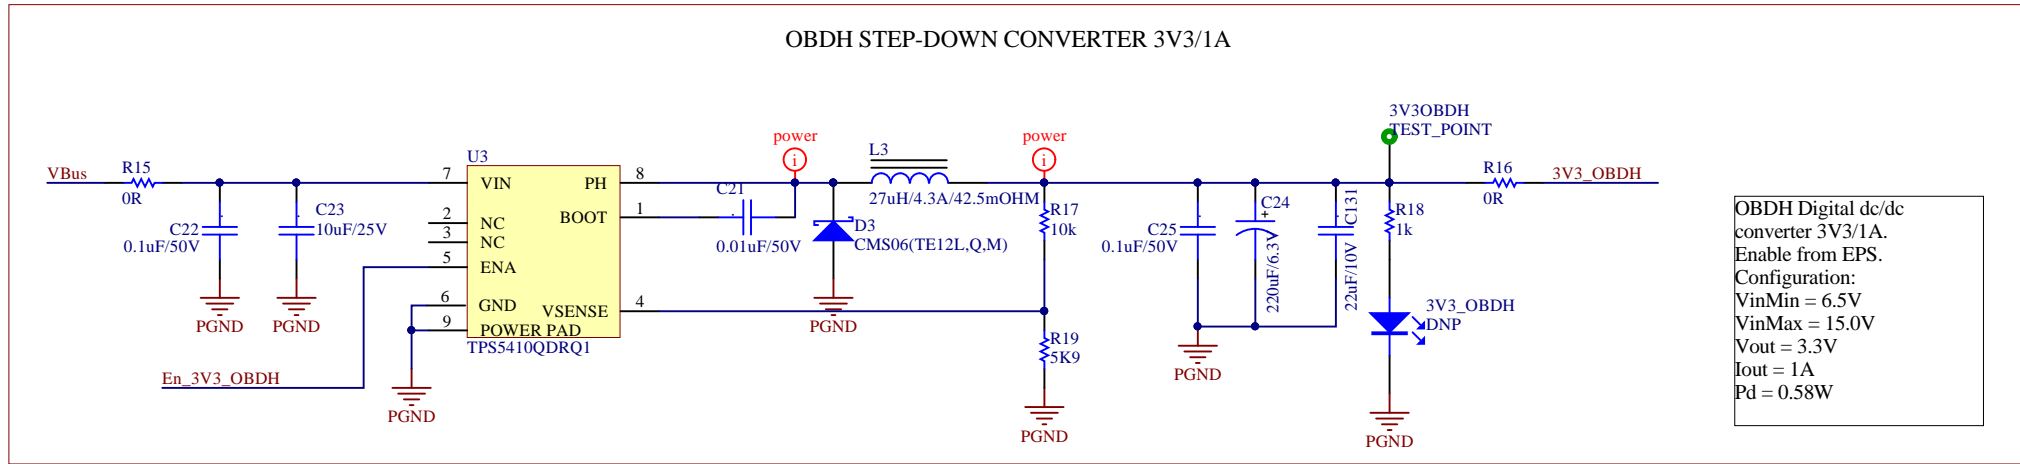 OBDH STEP-DOWN CONVERTER 3V3/1A
VBus
R15
0R
C22
0.1uF/50V
PGND
C23
10uF/25V
PGND
En_3V3_OBDH
U3
7
VIN
2
NC
3
NC
5
ENA
6
GND
9
POWER PAD
PH
8
BOOT
1
VSENSE
4
TPS5410QDRQ1
PGND
C21
0.01uF/50V
power
i
D3
CMS06(TE12L,Q,M)
PGND
L3
27uH/4.3A/42.5mOHM
power
i
R17
10k
R19
5K9
PGND
C25
0.1uF/50V
C24
+
220uF/6.3V
C131
22uF/10V
PGND
3V3OBDH
TEST_POINT
R18
1k
3V3_OBDH
DNP
PGND
R16
0R
3V3_OBDH
OBDH Digital dc/dc
converter 3V3/1A.
Enable from EPS.
Configuration:
VinMin = 6.5V
VinMax = 15.0V
Vout = 3.3V
Iout = 1A
Pd = 0.58W